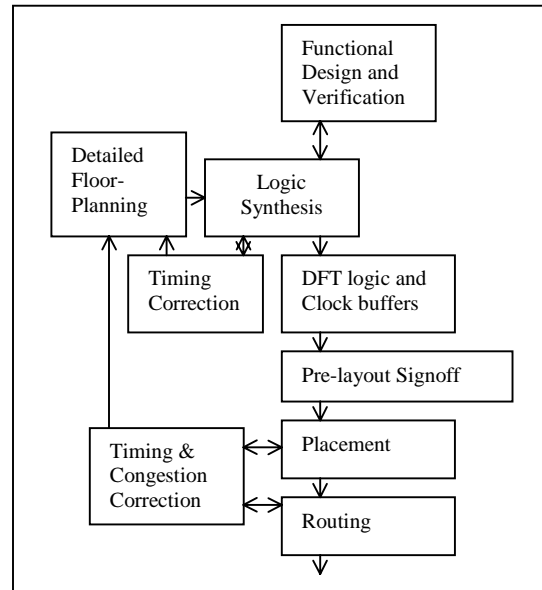 Functional
Design and
Verification
Detailed
Floor-
Planning
Logic
Synthesis
Timing
Correction
DFT logic and
Clock buffers
Pre-layout Signoff
Timing &
Congestion
Correction
Placement
Routing